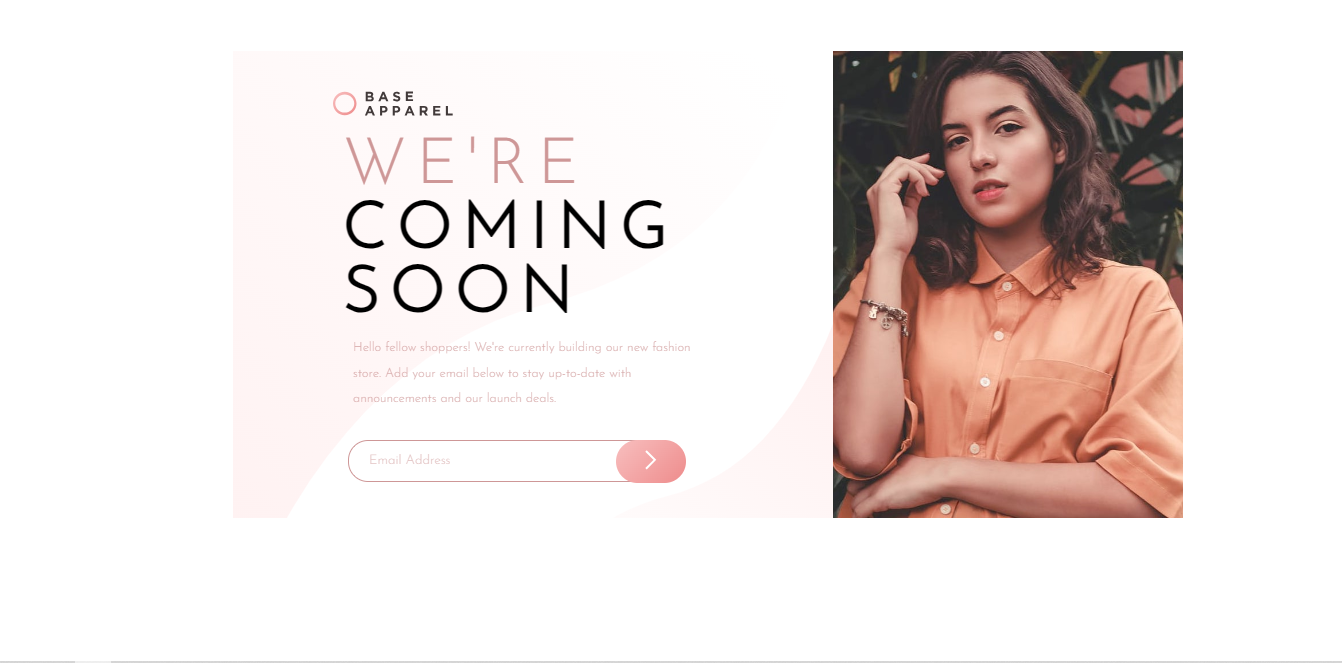 BASE
APPAREL
WE'RE
COMING
SOON
Hello fellow shoppers! We're currently building our new fashion
store. Add your email below to stay up-to-date with
announcements and our launch deals.
Email Address